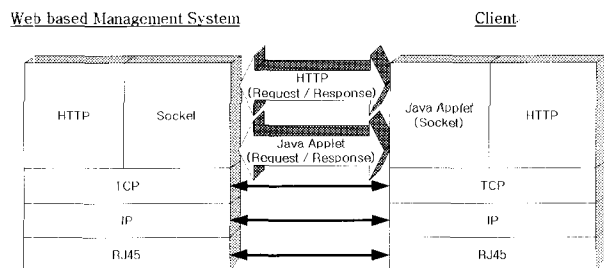 Web based Management System
Client
HTTP
Socket
HTTP
(Request / Response)
Java Applet
(Request / Response)
Java Applet
(Socket)
HTTP
TCP
TCP
IP
IP
RJ45
RJ45